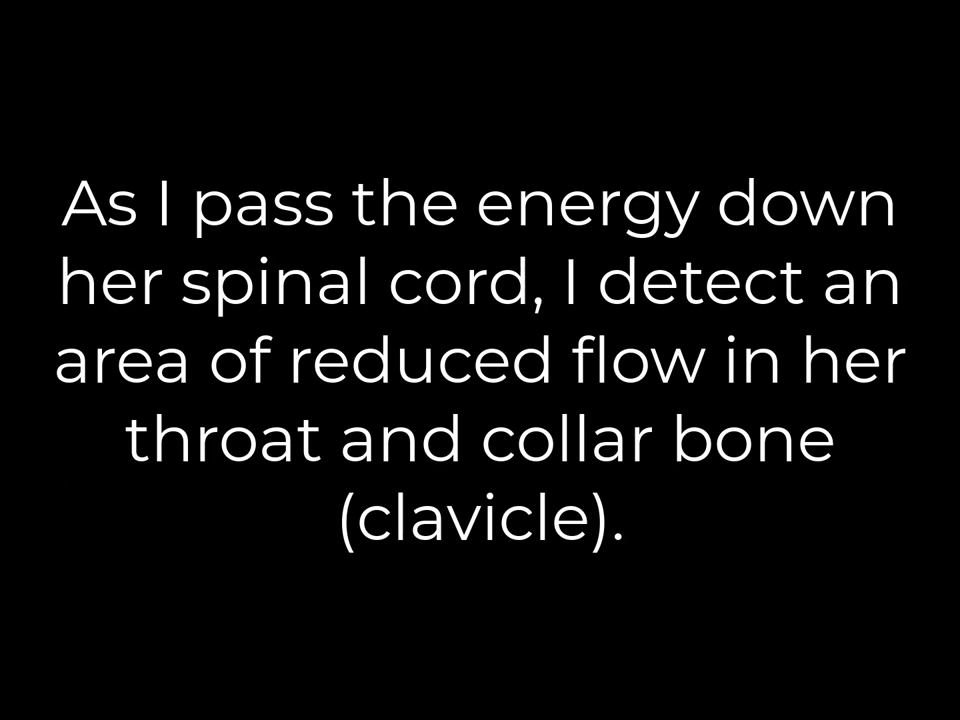 As I pass the energy down
her spinal cord, I detect an
area of reduced flow in her
throat and collar bone
(clavicle).